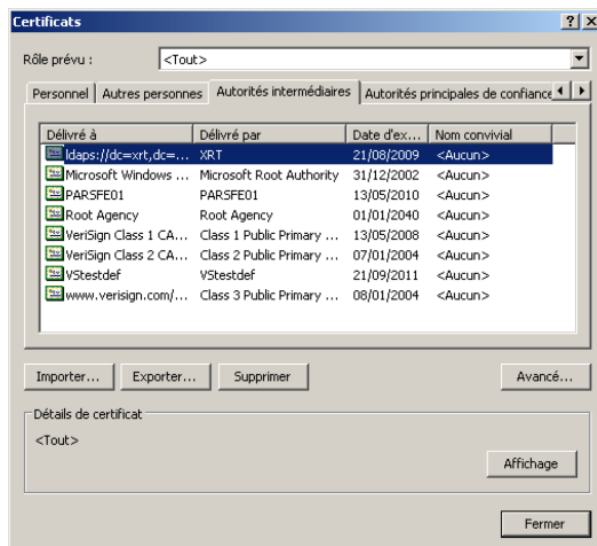 Certificats
Rôle prévu : <Tout>
Personnel Autres personnes Autorités intermédiaires Autorités principales de confiance
Délivré à Délivré par Date d'ex... Nom convivial
ldaps://dc=xrt,dc=... XRT 21/08/2009 <Aucun>
Microsoft Windows ... Microsoft Root Authority 31/12/2002 <Aucun>
PARSFE01 PARSFE01 13/05/2010 <Aucun>
Root Agency Root Agency 01/01/2040 <Aucun>
VeriSign Class 1 CA... Class 1 Public Primary ... 13/05/2008 <Aucun>
VeriSign Class 2 CA... Class 2 Public Primary ... 07/01/2004 <Aucun>
VStestdef VStestdef 21/09/2011 <Aucun>
www.verisign.com/... Class 3 Public Primary ... 08/01/2004 <Aucun>
Importer... Exporter... Supprimer Avancé...
Détails de certificat
<Tout>
Affichage
Fermer